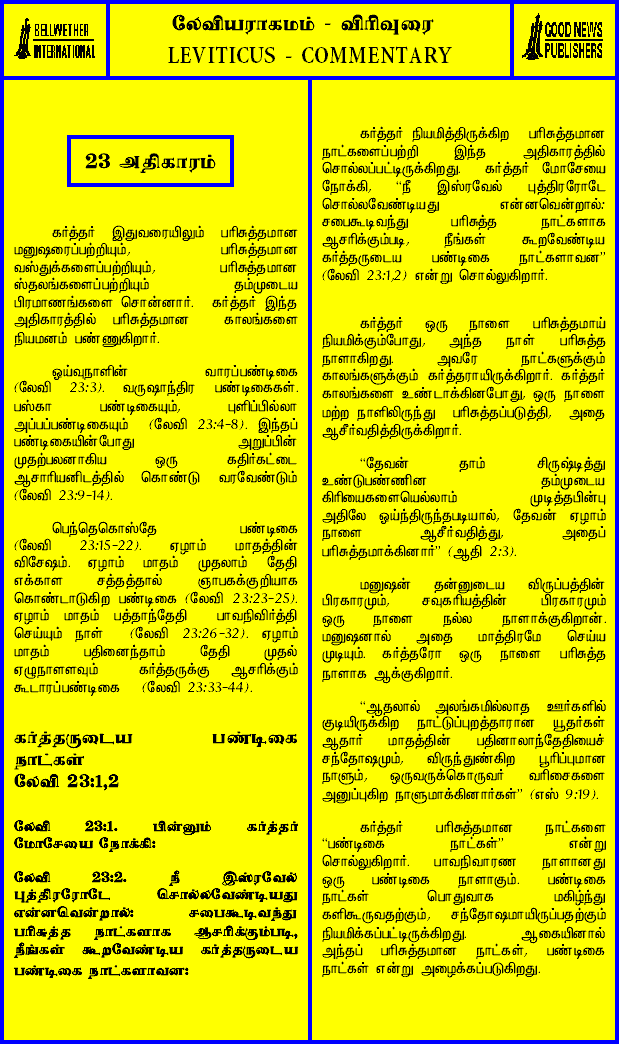 BELLWETHER
INTERNATIONAL
லேவியராகமம் - விரிவுரை
LEVITICUS - COMMENTARY
GOOD NEWS
PUBLISHERS
23 அதிகாரம்
கர்த்தர் இதுவரையிலும் பரிசுத்தமான
மனுஷரைப்பற்றியும், பரிசுத்தமான
வஸ்துக்களைப்பற்றியும், பரிசுத்தமான
ஸ்தலங்களைப்பற்றியும் தம்முடைய
பிரமாணங்களை சொன்னார். கர்த்தர் இந்த
அதிகாரத்தில் பரிசுத்தமான காலங்களை
நியமனம் பண்ணுகிறார்.
ஓய்வுநாளின் வாரப்பண்டிகை
(லேவி 23:3). வருஷாந்திர பண்டிகைகள்.
பஸ்கா பண்டிகையும், புளிப்பில்லா
அப்பப்பண்டிகையும் (லேவி 23:4-8). இந்தப்
பண்டிகையின்போது அறுப்பின்
முதற்பலனாகிய ஒரு கதிர்கட்டை
ஆசாரியனிடத்தில் கொண்டு வரவேண்டும்
(லேவி 23:9-14).
பெந்தெகொஸ்தே பண்டிகை
(லேவி 23:15-22). ஏழாம் மாதத்தின்
விசேஷம். ஏழாம் மாதம் முதலாம் தேதி
எக்காள சத்தத்தால் ஞாபகக்குறியாக
கொண்டாடுகிற பண்டிகை (லேவி 23:23-25).
ஏழாம் மாதம் பத்தாந்தேதி பாவநிவிர்த்தி
செய்யும் நாள் (லேவி 23:26-32). ஏழாம்
மாதம் பதினைந்தாம் தேதி முதல்
ஏழுநாளளவும் கர்த்தருக்கு ஆசரிக்கும்
கூடாரப்பண்டிகை (லேவி 23:33-44).
கர்த்தருடைய பண்டிகை
நாட்கள்
லேவி 23:1,2
லேவி 23:1. பின்னும் கர்த்தர்
மோசேயை நோக்கி:
லேவி 23:2. நீ இஸ்ரவேல்
புத்திரரோடே சொல்லவேண்டியது
என்னவென்றால்: சபைகூடிவந்து
பரிசுத்த நாட்களாக ஆசரிக்கும்படி,
நீங்கள் கூறவேண்டிய கர்த்தருடைய
பண்டிகை நாட்களாவன:
கர்த்தர் நியமித்திருக்கிற பரிசுத்தமான
நாட்களைப்பற்றி இந்த அதிகாரத்தில்
சொல்லப்பட்டிருக்கிறது. கர்த்தர் மோசேயை
நோக்கி, “நீ இஸ்ரவேல் புத்திரரோடே
சொல்லவேண்டியது என்னவென்றால்:
சபைகூடிவந்து பரிசுத்த நாட்களாக
ஆசரிக்கும்படி, நீங்கள் கூறவேண்டிய
கர்த்தருடைய பண்டிகை நாட்களாவன”
(லேவி 23:1,2) என்று சொல்லுகிறார்.
கர்த்தர் ஒரு நாளை பரிசுத்தமாய்
நியமிக்கும்போது, அந்த நாள் பரிசுத்த
நாளாகிறது. அவரே நாட்களுக்கும்
காலங்களுக்கும் கர்த்தராயிருக்கிறார். கர்த்தர்
காலங்களை உண்டாக்கினபோது, ஒரு நாளை
மற்ற நாளிலிருந்து பரிசுத்தப்படுத்தி, அதை
ஆசீர்வதித்திருக்கிறார்.
“தேவன் தாம் சிருஷ்டித்து
உண்டுபண்ணின தம்முடைய
கிரியைகளையெல்லாம் முடித்தபின்பு
அதிலே ஓய்ந்திருந்தபடியால், தேவன் ஏழாம்
நாளை ஆசீர்வதித்து, அதைப்
பரிசுத்தமாக்கினார்” (ஆதி 2:3).
மனுஷன் தன்னுடைய விருப்பத்தின்
பிரகாரமும், சவுகரியத்தின் பிரகாரமும்
ஒரு நாளை நல்ல நாளாக்குகிறான்.
மனுஷனால் அதை மாத்திரமே செய்ய
முடியும். கர்த்தரோ ஒரு நாளை பரிசுத்த
நாளாக ஆக்குகிறார்.
“ஆதலால் அலங்கமில்லாத ஊர்களில்
குடியிருக்கிற நாட்டுப்புறத்தாரான யூதர்கள்
ஆதார் மாதத்தின் பதினாலாந்தேதியைச்
சந்தோஷமும், விருந்துண்கிற பூரிப்புமான
நாளும், ஒருவருக்கொருவர் வரிசைகளை
அனுப்புகிற நாளுமாக்கினார்கள்” (எஸ் 9:19).
கர்த்தர் பரிசுத்தமான நாட்களை
“பண்டிகை நாட்கள்” என்று
சொல்லுகிறார். பாவநிவாரண நாளானது
ஒரு பண்டிகை நாளாகும். பண்டிகை
நாட்கள் பொதுவாக மகிழ்ந்து
களிகூருவதற்கும், சந்தோஷமாயிருப்பதற்கும்
நியமிக்கப்பட்டிருக்கிறது. ஆகையினால்
அந்தப் பரிசுத்தமான நாட்கள், பண்டிகை
நாட்கள் என்று அழைக்கப்படுகிறது.